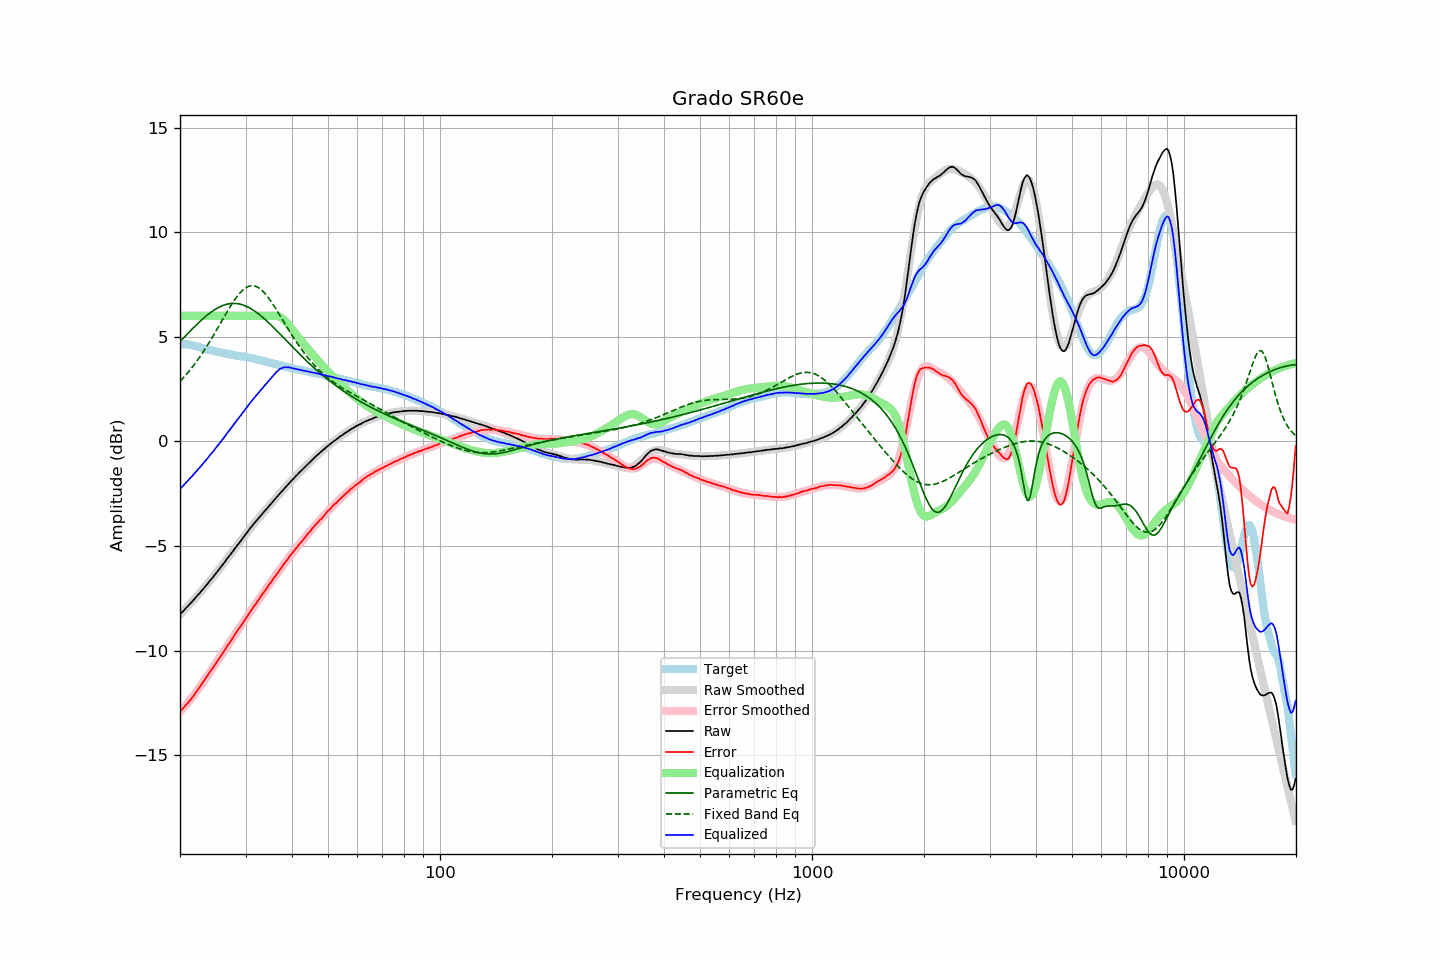 Grado SR60e
Amplitude (dBr)
15
10
5
0
−5
−10
−15
Target
Raw Smoothed
Error Smoothed
Raw
Error
Equalization
Parametric Eq
Fixed Band Eq
Equalized
100
1000
10000
Frequency (Hz)